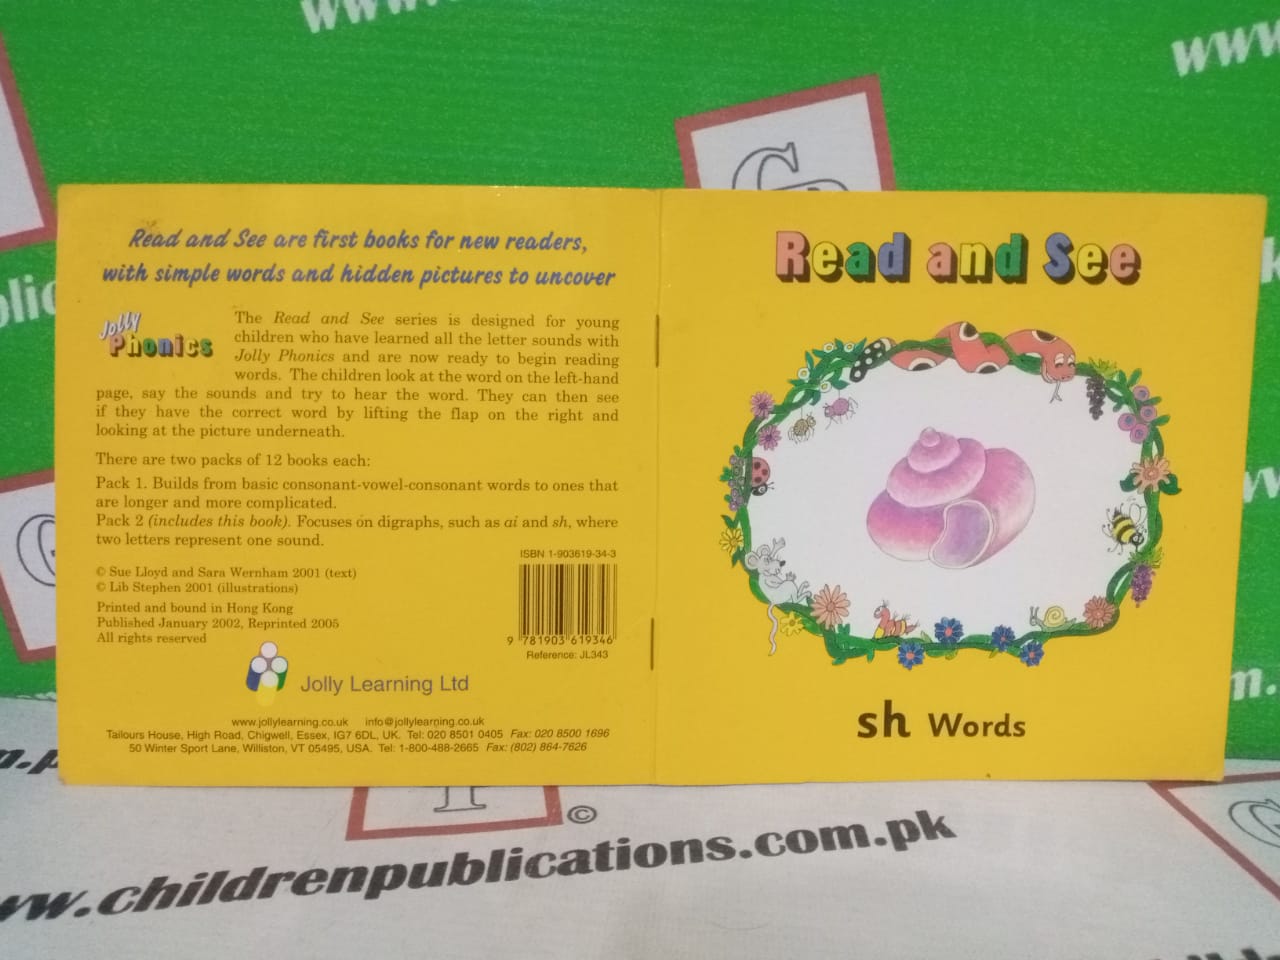 www
www
Read and See are first books for new readers,
with simple words and hidden pictures to uncover
Jolly
Phonics
The Read and See series is designed for young
children who have learned all the letter sounds with
Jolly Phonics and are now ready to begin reading
words. The children look at the word on the left-hand
page, say the sounds and try to hear the word. They can then see
if they have the correct word by lifting the flap on the right and
looking at the picture underneath.
There are two packs of 12 books each:
Pack 1. Builds from basic consonant-vowel-consonant words to ones that
are longer and more complicated.
Pack 2 (includes this book). Focuses on digraphs, such as ai and sh, where
two letters represent one sound.
© Sue Lloyd and Sara Wernham 2001 (text)
© Lib Stephen 2001 (illustrations)
Printed and bound in Hong Kong
Published January 2002, Reprinted 2005
All rights reserved
ISBN 1-903619-34-3
9 781903 619346
Reference: JL343
Jolly Learning Ltd
www.jollylearning.co.uk info@jollylearning.co.uk
Tailours House, High Road, Chigwell, Essex, IG7 6DL, UK. Tel: 020 8501 0405 Fax: 020 8500 1696
50 Winter Sport Lane, Williston, VT 05495, USA. Tel: 1-800-488-2665 Fax: (802) 864-7626
Read and See
sh Words
©
ww.childrenpublications.com.pk